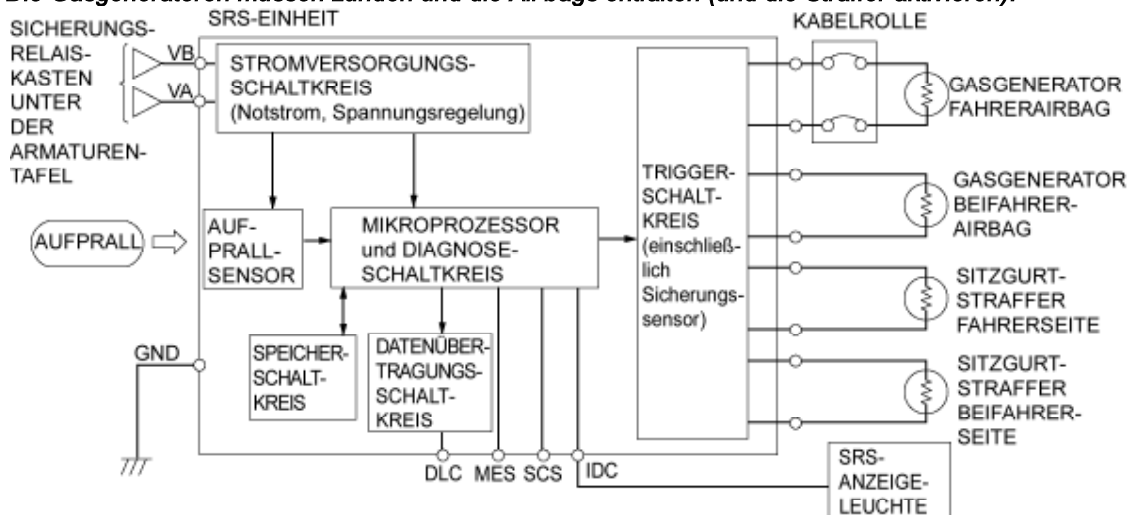 Die Gasgeneratoren müssen zünden und die Airbags entfalten (und die Straffer aktivieren).
SRS-EINHEIT
KABELROLLE
SICHERUNGS-
RELAIS-
KASTEN
UNTER
DER
ARMATUREN-
TAFEL
VB
VA
STROMVERSORGUNGS-
SCHALTKREIS
(Notstrom, Spannungsregelung)
GASGENERATOR
FAHRERAIRBAG
TRIGGER-
SCHALT-
KREIS
(einschließ-
lich
Sicherungs-
sensor)
GASGENERATOR
BEIFAHRER-
AIRBAG
AUFPRALL
AUF-
PRALL-
SENSOR
MIKROPROZESSOR
und DIAGNOSE-
SCHALTKREIS
SITZGURT-
STRAFFER
FAHRERSEITE
GND
SPEICHER-
SCHALT-
KREIS
DATENÜBER-
TRAGUNGS-
SCHALT-
KREIS
SITZGURT-
STRAFFER
BEIFAHRER-
SEITE
DLC
MES
SCS
IDC
SRS-
ANZEIGE-
LEUCHTE